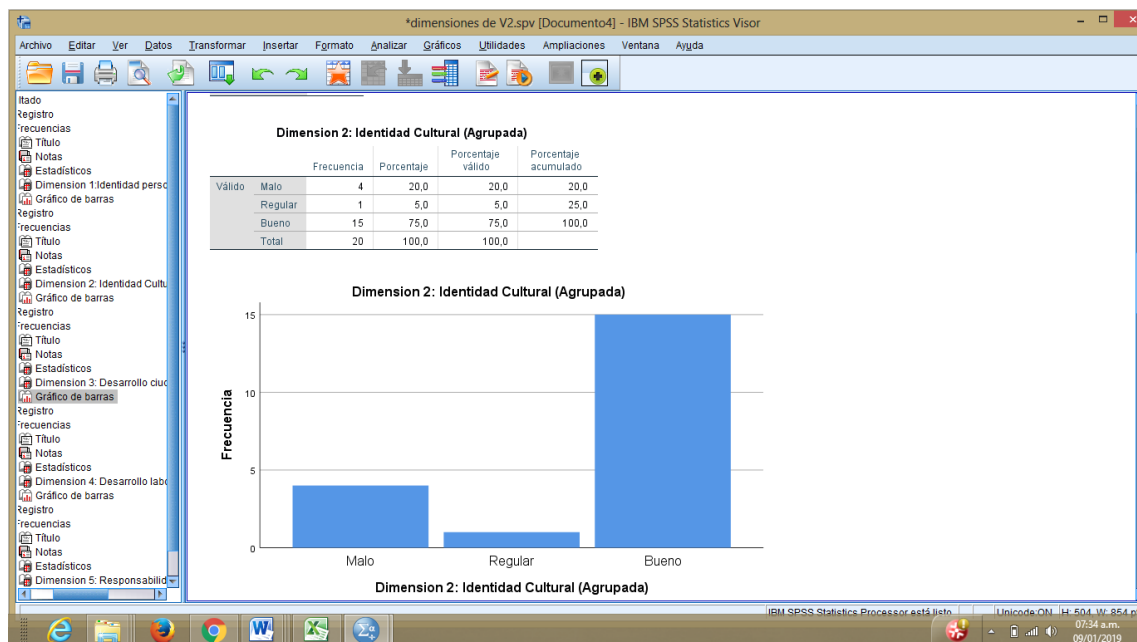 *dimensiones de V2.spv [Documento4] - IBM SPSS Statistics Visor
Archivo Editar Ver Datos Transformar Insertar Formato Analizar Gráficos Utilidades Ampliaciones Ventana Ayuda
ltado
Registro
Frecuencias
Título
Notas
Estadísticos
Dimension 1:Identidad perso
Gráfico de barras
Registro
Frecuencias
Título
Notas
Estadísticos
Dimension 2: Identidad Cultu
Gráfico de barras
Registro
Frecuencias
Título
Notas
Estadísticos
Dimension 3: Desarrollo ciud
Gráfico de barras
Registro
Frecuencias
Título
Notas
Estadísticos
Dimension 4: Desarrollo labo
Gráfico de barras
Registro
Frecuencias
Título
Notas
Estadísticos
Dimension 5: Responsabilid
Dimension 2: Identidad Cultural (Agrupada)
Frecuencia Porcentaje Porcentaje válido Porcentaje acumulado
Válido Malo 4 20,0 20,0 20,0
Regular 1 5,0 5,0 25,0
Bueno 15 75,0 75,0 100,0
Total 20 100,0 100,0
Dimension 2: Identidad Cultural (Agrupada)
Frecuencia
15
10
5
0
Malo Regular Bueno
Dimension 2: Identidad Cultural (Agrupada)
IBM SPSS Statistics Processor está listo Unicode:ON H: 504, W: 854 p
07:34 a.m.
09/01/2019